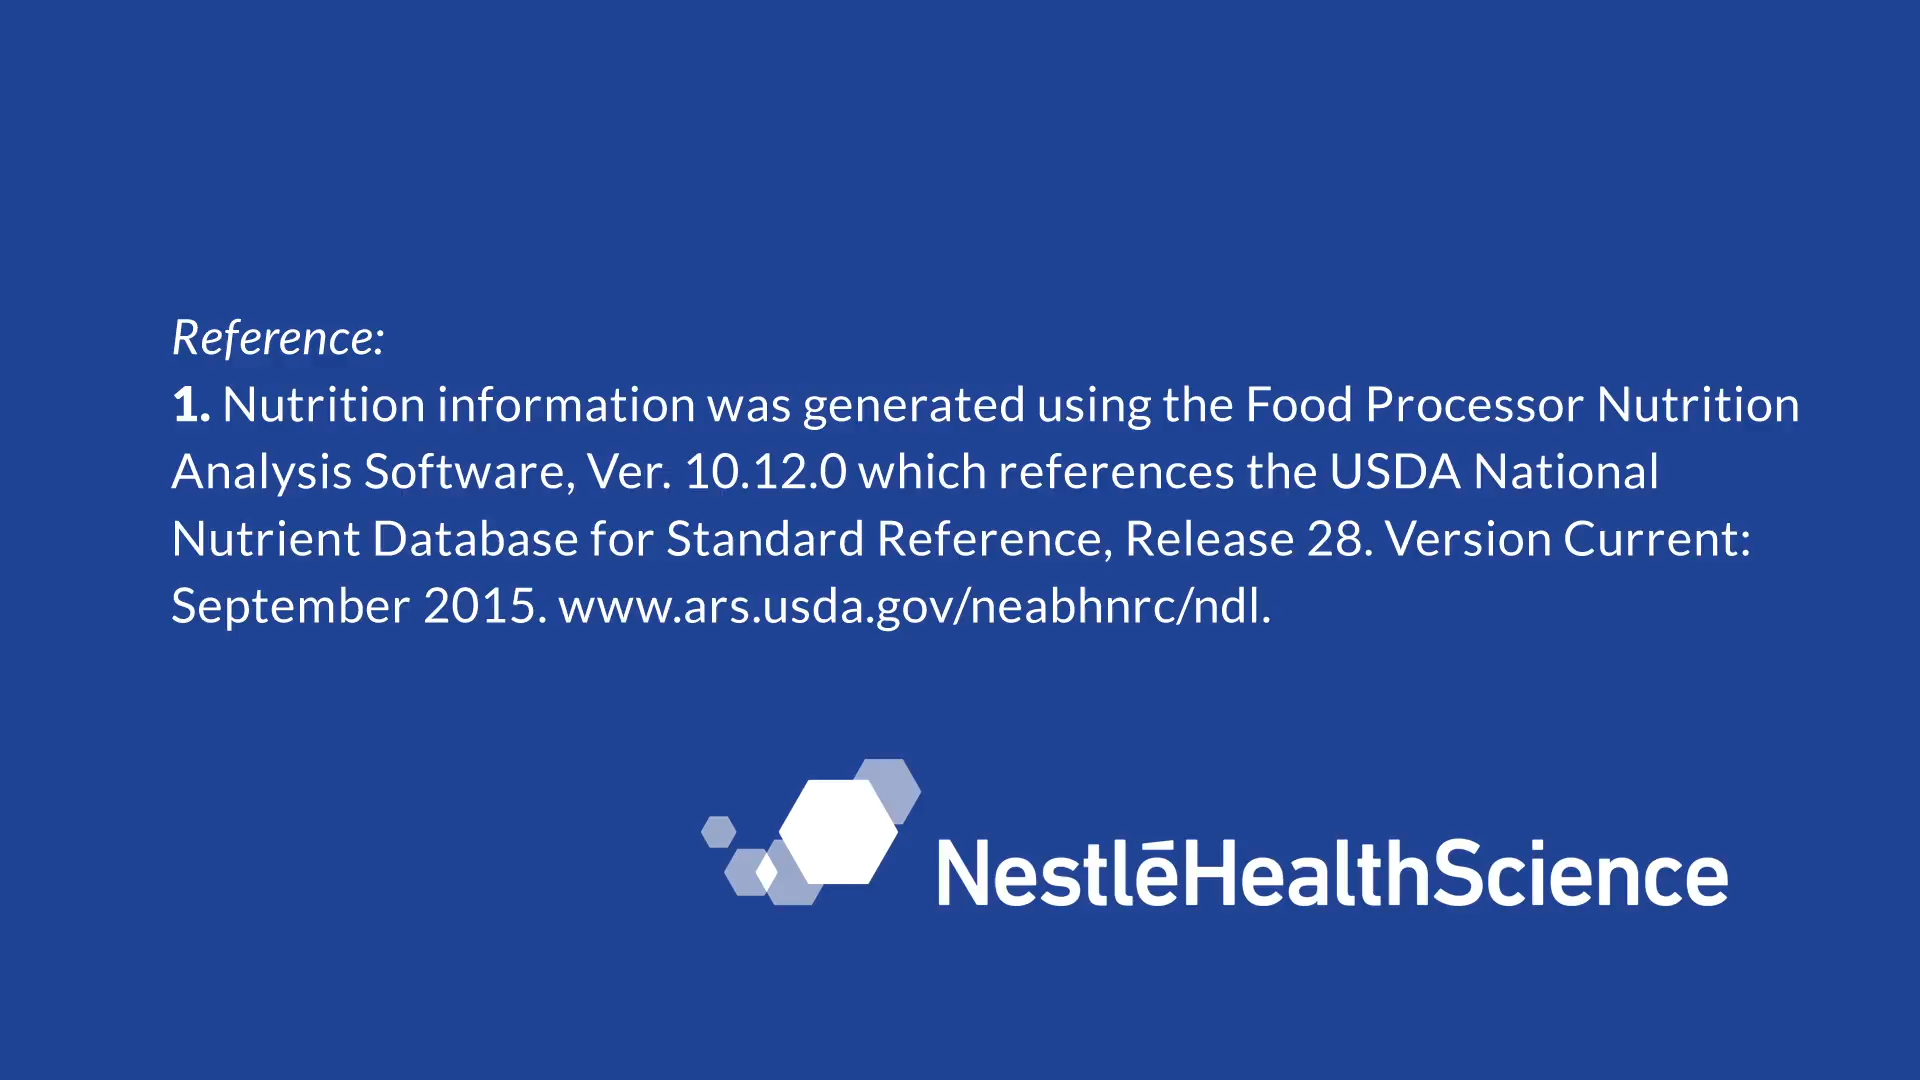 Reference:
1. Nutrition information was generated using the Food Processor Nutrition
Analysis Software, Ver. 10.12.0 which references the USDA National
Nutrient Database for Standard Reference, Release 28. Version Current:
September 2015. www.ars.usda.gov/neabhnrc/ndl.
NestléHealthScience